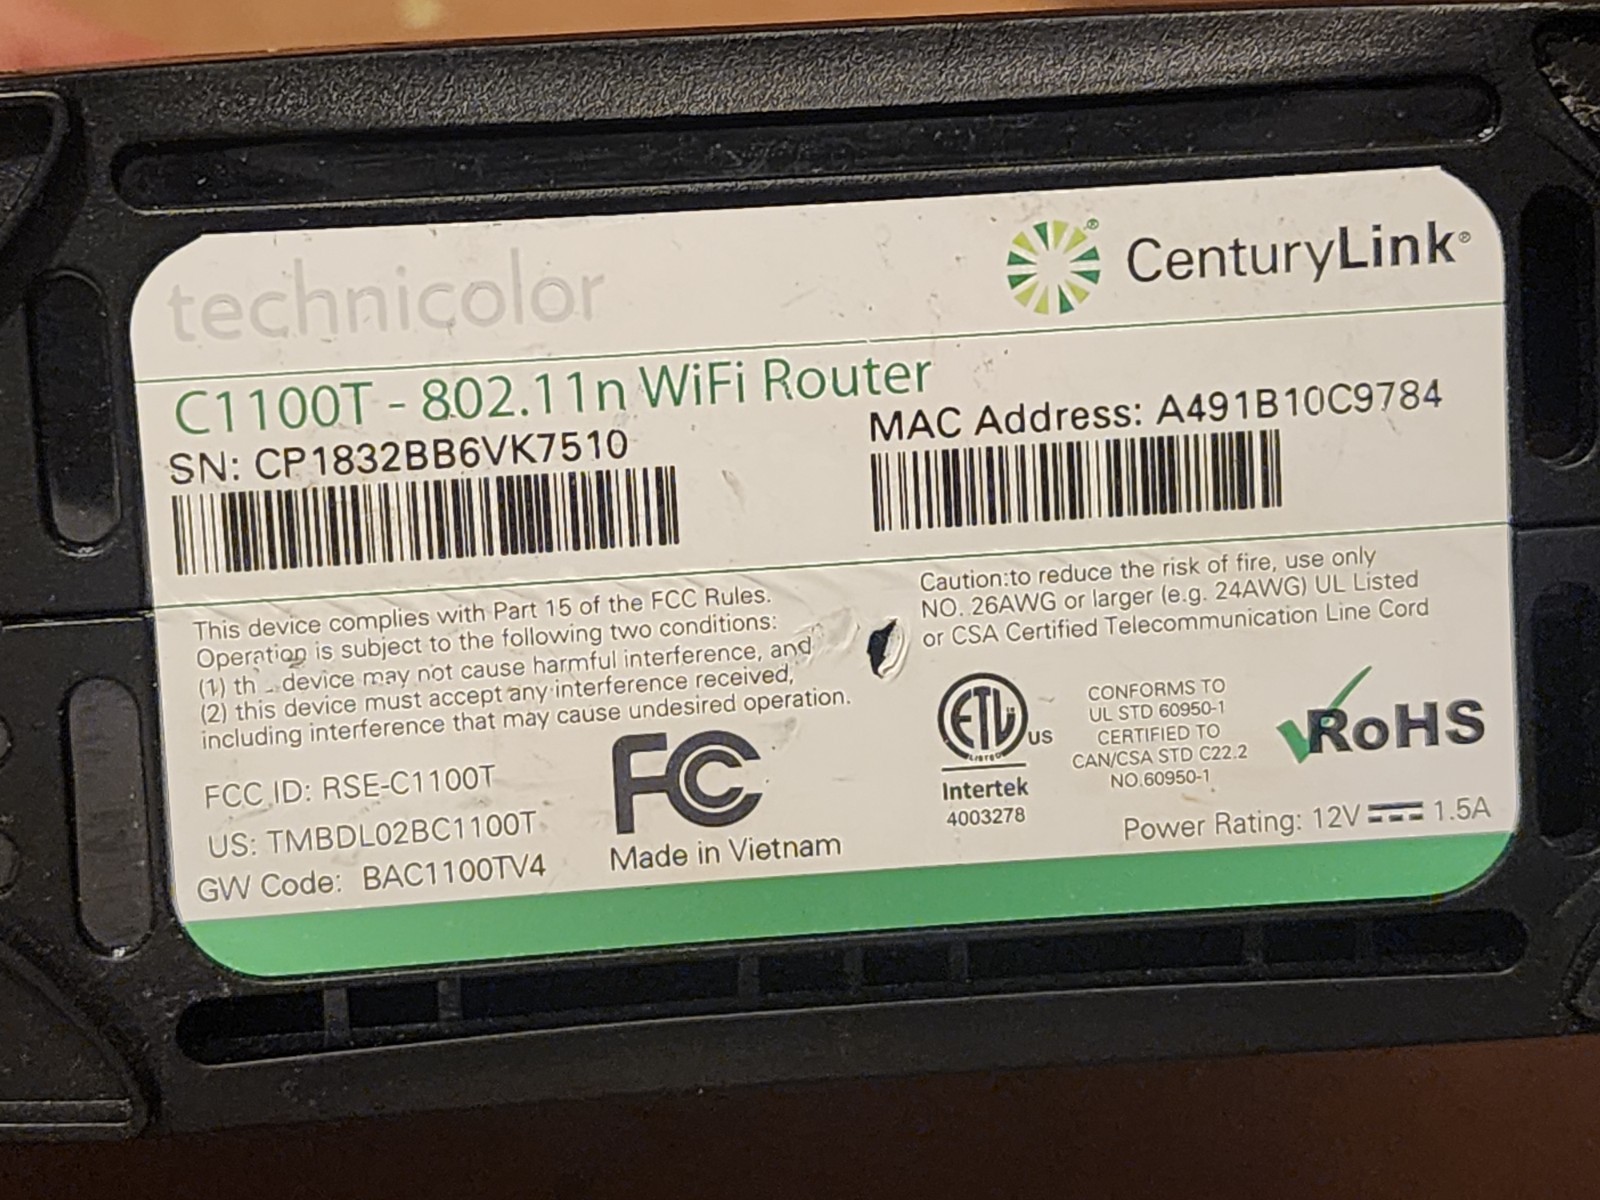 technicolor
CenturyLink®
C1100T - 802.11n WiFi Router
SN: CP1832BB6VK7510
MAC Address: A491B10C9784
This device complies with Part 15 of the FCC Rules.
Operation is subject to the following two conditions:
(1) th device may not cause harmful interference, and
(2) this device must accept any interference received,
including interference that may cause undesired operation.
Caution:to reduce the risk of fire, use only
NO. 26AWG or larger (e.g. 24AWG) UL Listed
or CSA Certified Telecommunication Line Cord
FCC ID: RSE-C1100T
US: TMBDL02BC1100T
GW Code: BAC1100TV4
FC
Made in Vietnam
ETL
LISTED
US
Intertek
4003278
CONFORMS TO
UL STD 60950-1
CERTIFIED TO
CAN/CSA STD C22.2
NO.60950-1
RoHS
Power Rating: 12V 1.5A